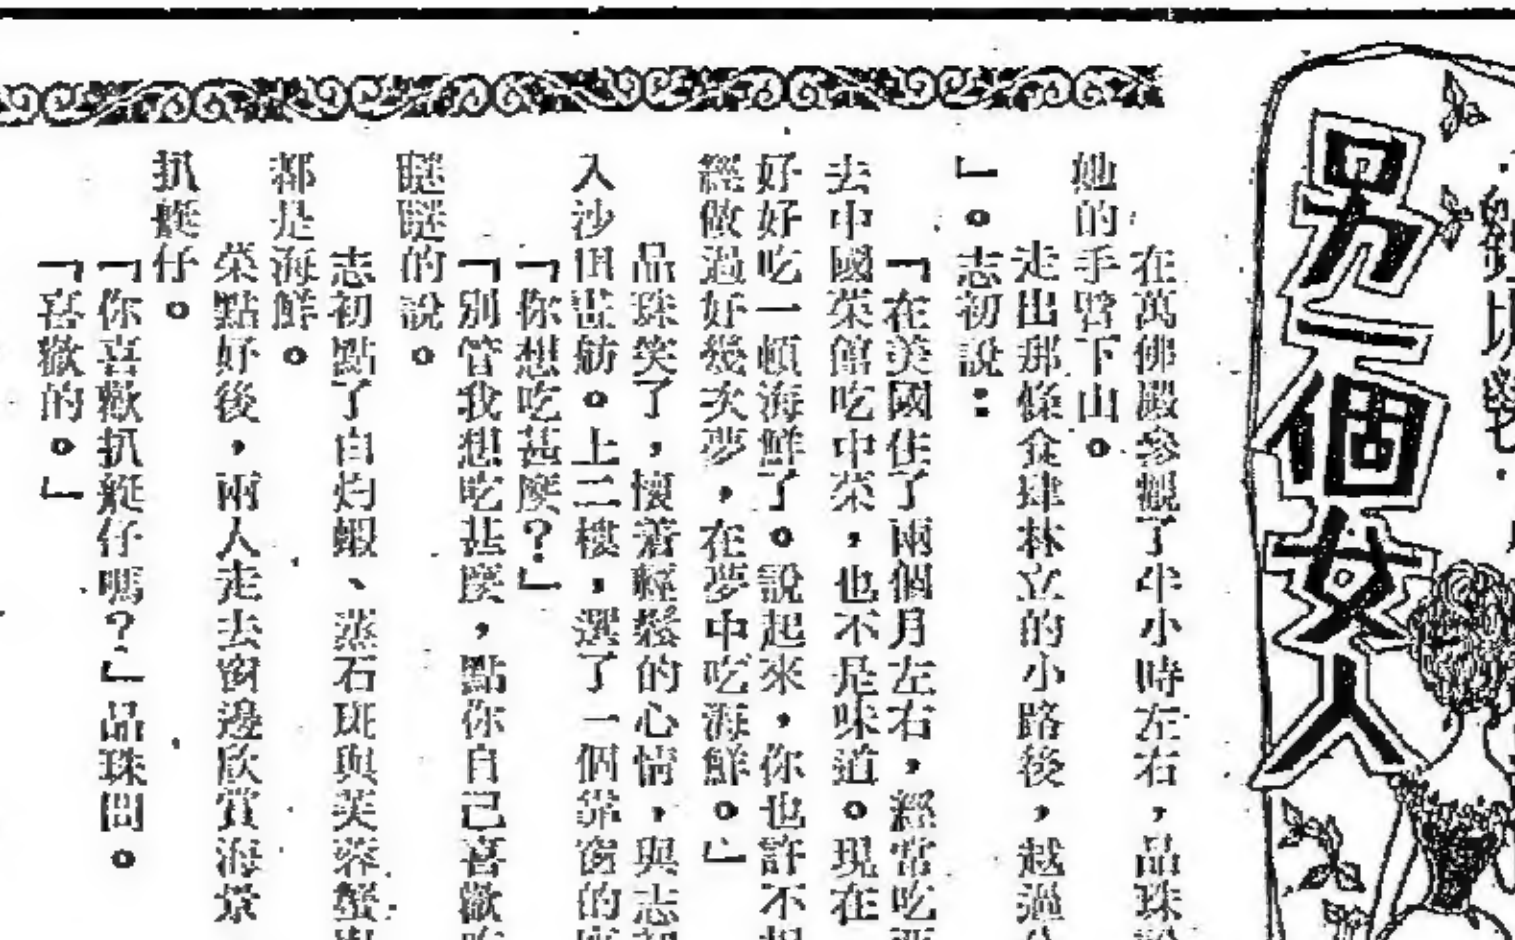 另一個女人
在萬佛殿參觀了半小時左右，品珠
她的手臂下山。
走出那條食肆林立的小路後，越過
」。志初說：
「在美國住了兩個月左右，經常吃
去中國菜館吃中菜，也不是味道。現在
好好吃一頓海鮮了。說起來，你也許不
經做過好幾次夢，在夢中吃海鮮。」
品珠笑了，懷着輕鬆的心情，與志初
入沙田畫舫。上二樓，選了一個靠窗的
「你想吃甚麼？」
「別管我想吃甚麼，點你自己喜歡
瞇瞇的說。
志初點了白灼蝦、蒸石斑與芙蓉蟹
都是海鮮。
菜點好後，兩人走去窗邊欣賞海景
扒艇仔。
「你喜歡扒艇仔嗎？」品珠問。
「喜歡的。」